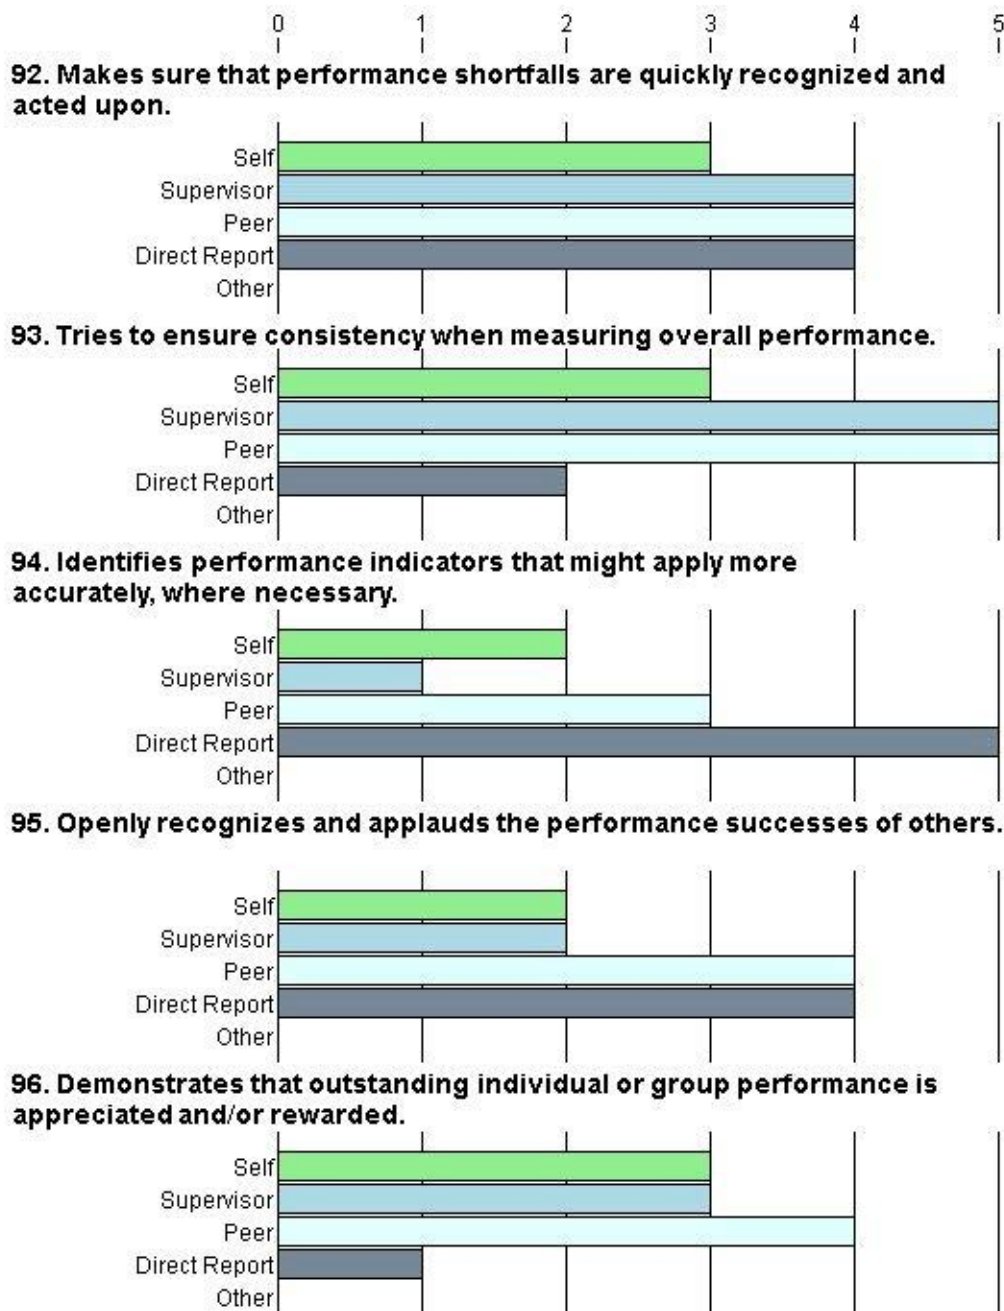 0 1 2 3 4 5
92. Makes sure that performance shortfalls are quickly recognized and
acted upon.
Self
Supervisor
Peer
Direct Report
Other
93. Tries to ensure consistency when measuring overall performance.
Self
Supervisor
Peer
Direct Report
Other
94. Identifies performance indicators that might apply more
accurately, where necessary.
Self
Supervisor
Peer
Direct Report
Other
95. Openly recognizes and applauds the performance successes of others.
Self
Supervisor
Peer
Direct Report
Other
96. Demonstrates that outstanding individual or group performance is
appreciated and/or rewarded.
Self
Supervisor
Peer
Direct Report
Other